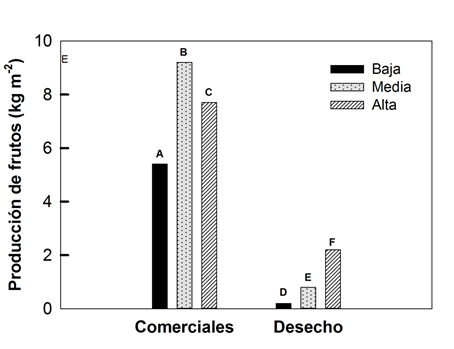 Producción de frutos (kg m-2)
10
8
6
4
2
0
E
A
B
C
D
E
F
Baja
Media
Alta
Comerciales
Desecho